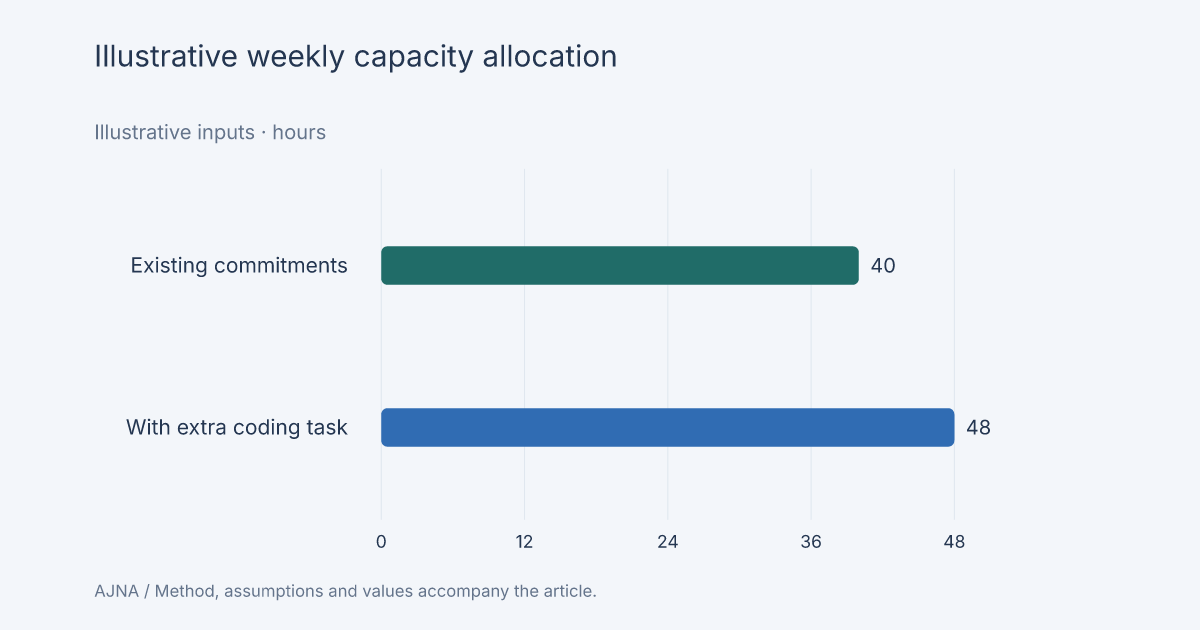 Illustrative weekly capacity allocation
Illustrative inputs · hours
Existing commitments 40
With extra coding task 48
0 12 24 36 48
AJNA / Method, assumptions and values accompany the article.